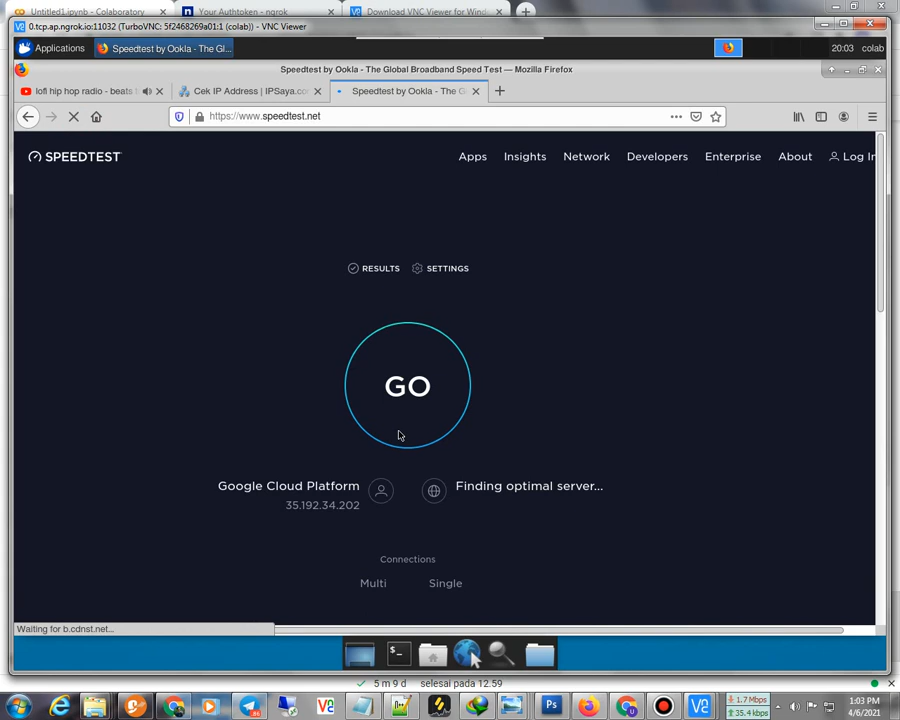 Untitled1.ipynb - Colaboratory
Your Authtoken - ngrok
Download VNC Viewer for Wind
0.tcp.ap.ngrok.io:11032 (TurboVNC: 5f2468269a01:1 (colab)) - VNC Viewer
Applications
Speedtest by Ookla - The Gl...
20:03
colab
Speedtest by Ookla - The Global Broadband Speed Test — Mozilla Firefox
lofi hip hop radio - beats
Cek IP Address | IPSaya.co
Speedtest by Ookla - The G
https://www.speedtest.net
SPEEDTEST
Apps
Insights
Network
Developers
Enterprise
About
Log In
RESULTS
SETTINGS
GO
Google Cloud Platform
35.192.34.202
Finding optimal server...
Connections
Multi
Single
Waiting for b.cdnst.net...
$_
5 m 9 d
selesai pada 12.59
Ps
1.7 Mbps
35.4 kbps
1:03 PM
4/6/2021